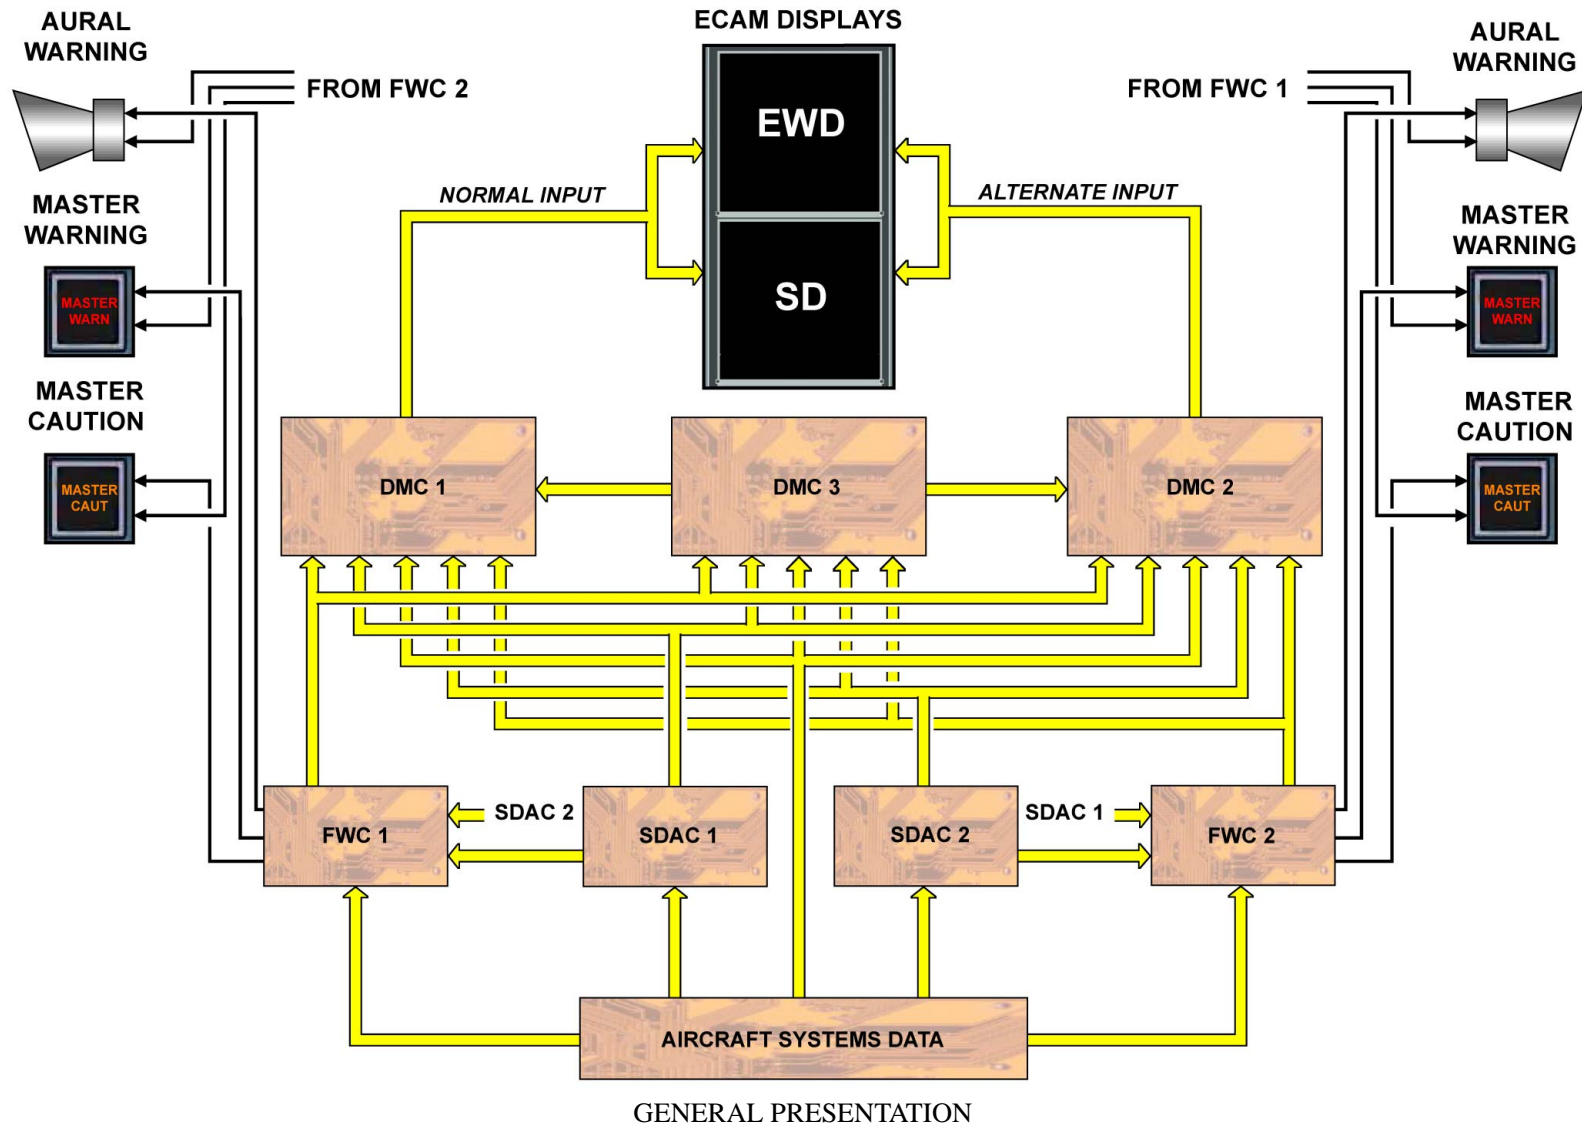 ECAM DISPLAYS
AURAL
WARNING
FROM FWC 2
EWD
SD
FROM FWC 1
AURAL
WARNING
NORMAL INPUT
ALTERNATE INPUT
MASTER
WARNING
MASTER
WARN
MASTER
WARNING
MASTER
WARN
MASTER
CAUTION
MASTER
CAUT
MASTER
CAUTION
MASTER
CAUT
DMC 1
DMC 3
DMC 2
FWC 1
SDAC 2
SDAC 1
SDAC 2
SDAC 1
FWC 2
AIRCRAFT SYSTEMS DATA
GENERAL PRESENTATION